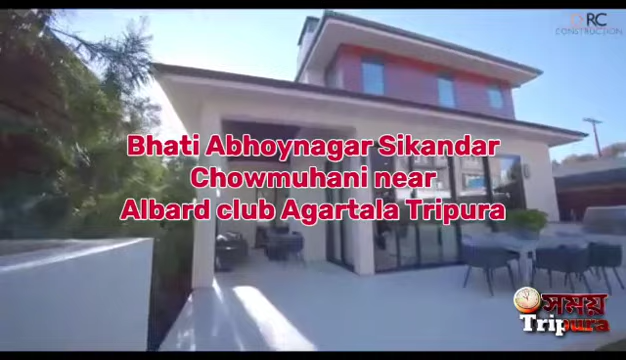 RC
CONSTRUCTION
Bhati Abhoynagar Sikandar
Chowmuhani near
Albard club Agartala Tripura
সময়
Tripura